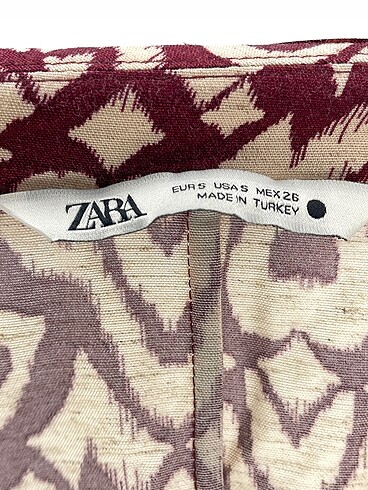 ZARA
EUR S USA S MEX 26
MADE IN TURKEY